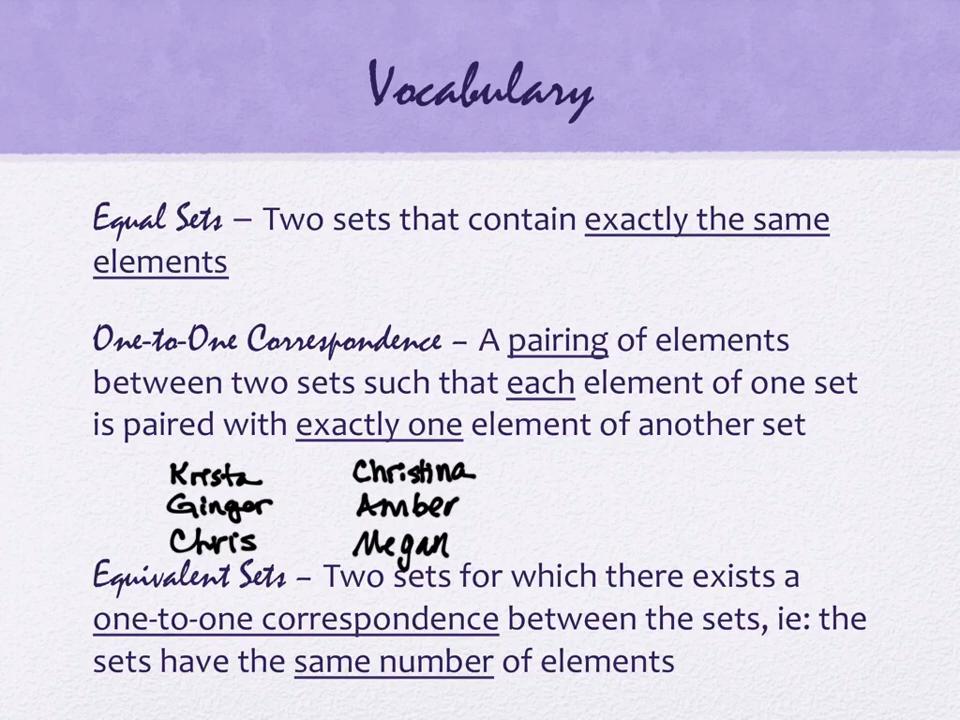 Vocabulary
Equal Sets – Two sets that contain exactly the same
elements
One-to-One Correspondence – A pairing of elements
between two sets such that each element of one set
is paired with exactly one element of another set
Krista Christina
Ginger Amber
Chris Megan
Equivalent Sets – Two sets for which there exists a
one-to-one correspondence between the sets, ie: the
sets have the same number of elements